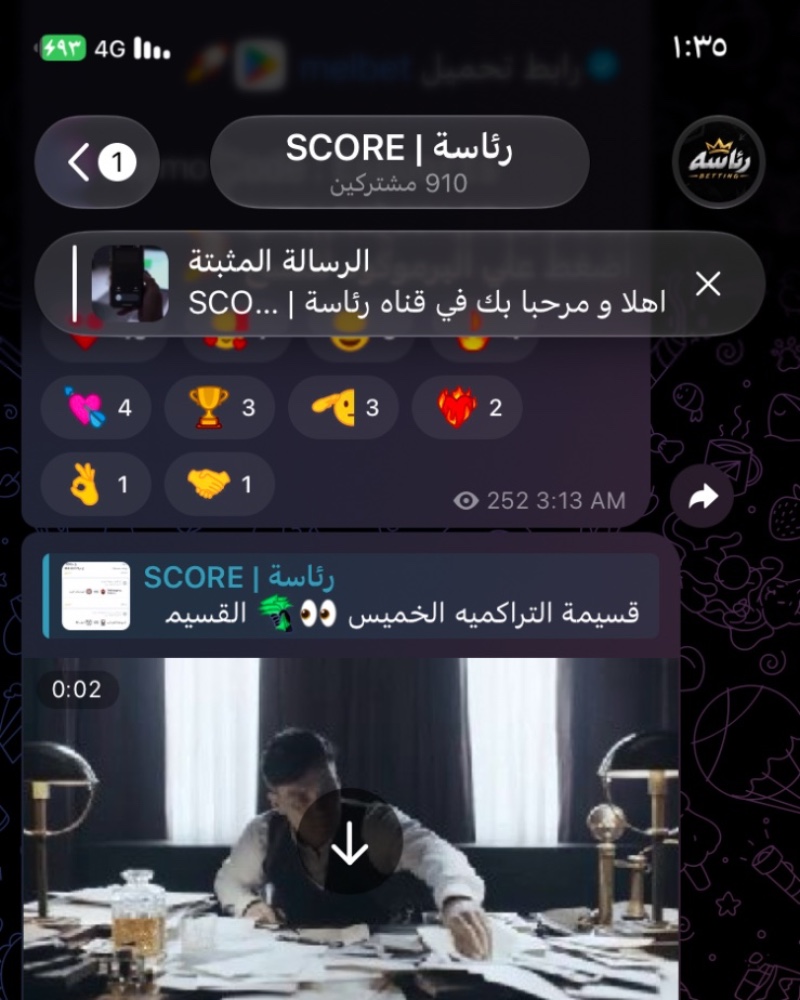 ١:٣٥
4G ٩٣
رابط تحميل melbet
رئاسة | SCORE
910 مشتركين
1
رئاسة
BETTING
الرسالة المثبتة
اهلا و مرحبا بك في قناه رئاسة | SCO...
4
3
3
2
1
1
252 3:13 AM
رئاسة | SCORE
قسيمة التراكميه الخميس 👀 القسيم
0:02